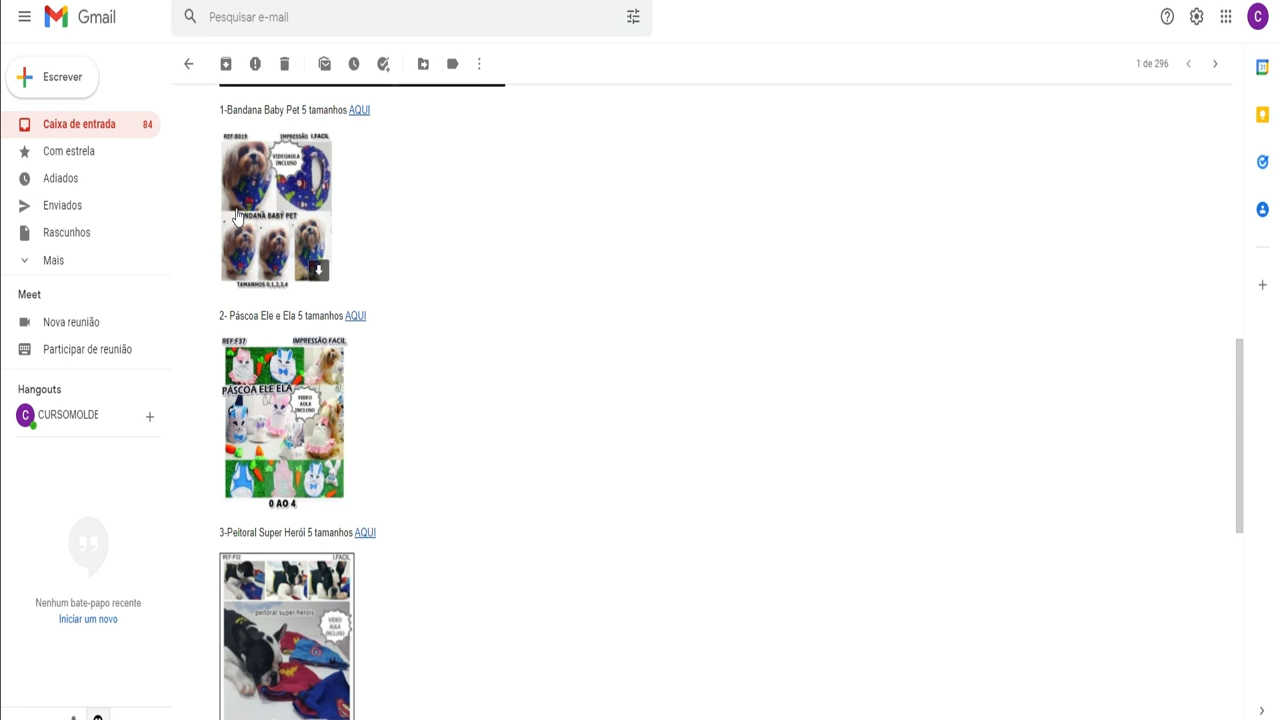 Gmail
Pesquisar e-mail
C
Escrever
1 de 296
Caixa de entrada 84
Com estrela
Adiados
Enviados
Rascunhos
Mais
Meet
Nova reunião
Participar de reunião
Hangouts
C CURSOMOLDE
Nenhum bate-papo recente
Iniciar um novo
31
1-Bandana Baby Pet 5 tamanhos AQUI
REF:B019 IMPRESSÃO I.FACIL
VIDEOAULA
INCLUSO
BANDANA BABY PET
TAMANHOS 0,1,2,3,4
2- Páscoa Ele e Ela 5 tamanhos AQUI
REF:F37 IMPRESSÃO FACIL
PÁSCOA ELE ELA
VIDEO
AULA
INCLUSO
0 AO 4
3-Peitoral Super Herói 5 tamanhos AQUI
REF:P32 I.FACIL
peitoral super herois
VIDEO
AULA
INCLUSO